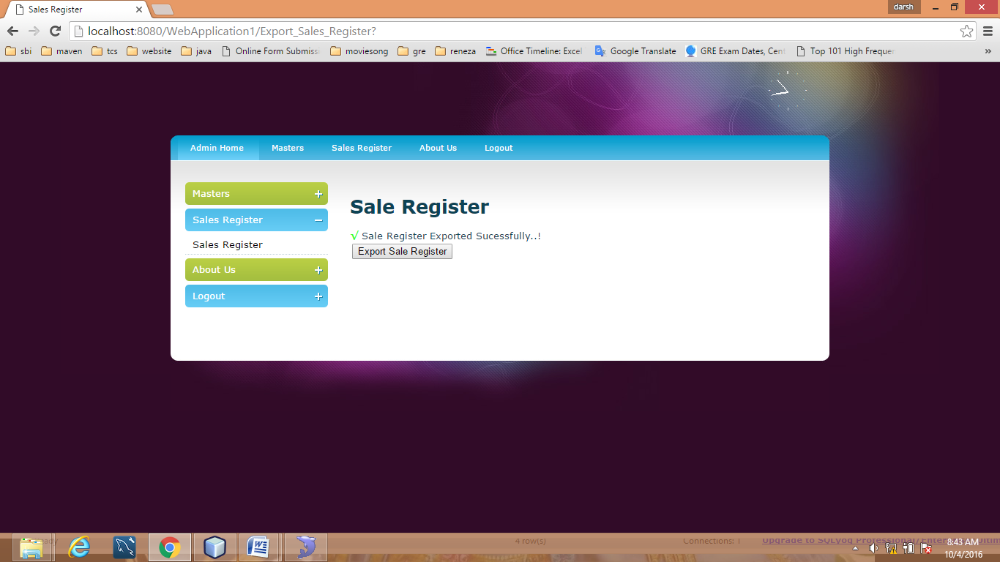 Sales Register
darsh
localhost:8080/WebApplication1/Export_Sales_Register?
sbi maven tcs website java Online Form Submissi moviesong gre reneza Office Timeline: Excel Google Translate GRE Exam Dates, Cent Top 101 High Frequer »
Admin Home Masters Sales Register About Us Logout
Masters +
Sales Register −
Sales Register
About Us +
Logout +
Sale Register
√ Sale Register Exported Sucessfully..!
Export Sale Register
4 row(s) Connections: 1 Upgrade to SQLyog Professional/Enterprise/Ultim
8:43 AM
10/4/2016